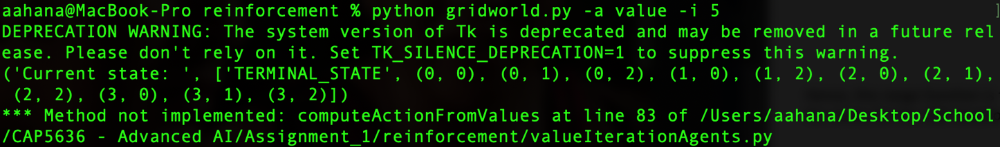 aahana@MacBook-Pro reinforcement % python gridworld.py -a value -i 5
DEPRECATION WARNING: The system version of Tk is deprecated and may be removed in a future rel
ease. Please don't rely on it. Set TK_SILENCE_DEPRECATION=1 to suppress this warning.
('Current state: ', ['TERMINAL_STATE', (0, 0), (0, 1), (0, 2), (1, 0), (1, 2), (2, 0), (2, 1),
 (2, 2), (3, 0), (3, 1), (3, 2)])
*** Method not implemented: computeActionFromValues at line 83 of /Users/aahana/Desktop/School
/CAP5636 - Advanced AI/Assignment_1/reinforcement/valueIterationAgents.py